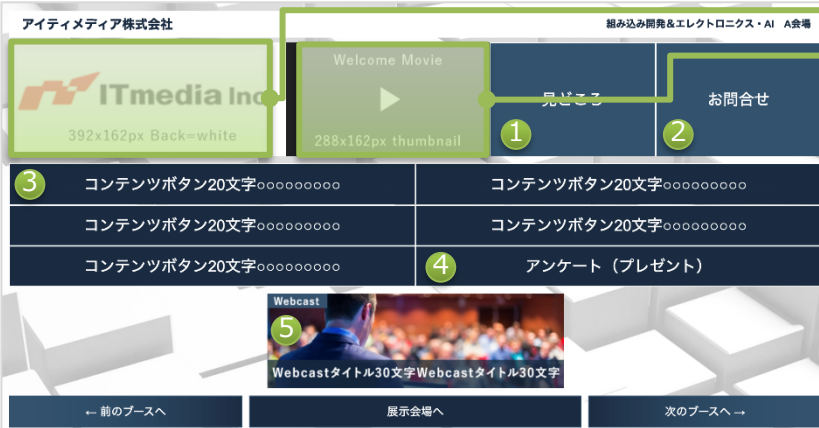 アイティメディア株式会社
組み込み開発&エレクトロニクス・AI　A会場
ITmedia Inc
392x162px Back=white
Welcome Movie
288x162px thumbnail
見どころ
1
お問合せ
2
3
コンテンツボタン20文字○○○○○○○○○
コンテンツボタン20文字○○○○○○○○○
コンテンツボタン20文字○○○○○○○○○
コンテンツボタン20文字○○○○○○○○○
コンテンツボタン20文字○○○○○○○○○
4
アンケート（プレゼント）
Webcast
5
Webcastタイトル30文字Webcastタイトル30文字
← 前のブースへ
展示会場へ
次のブースへ →